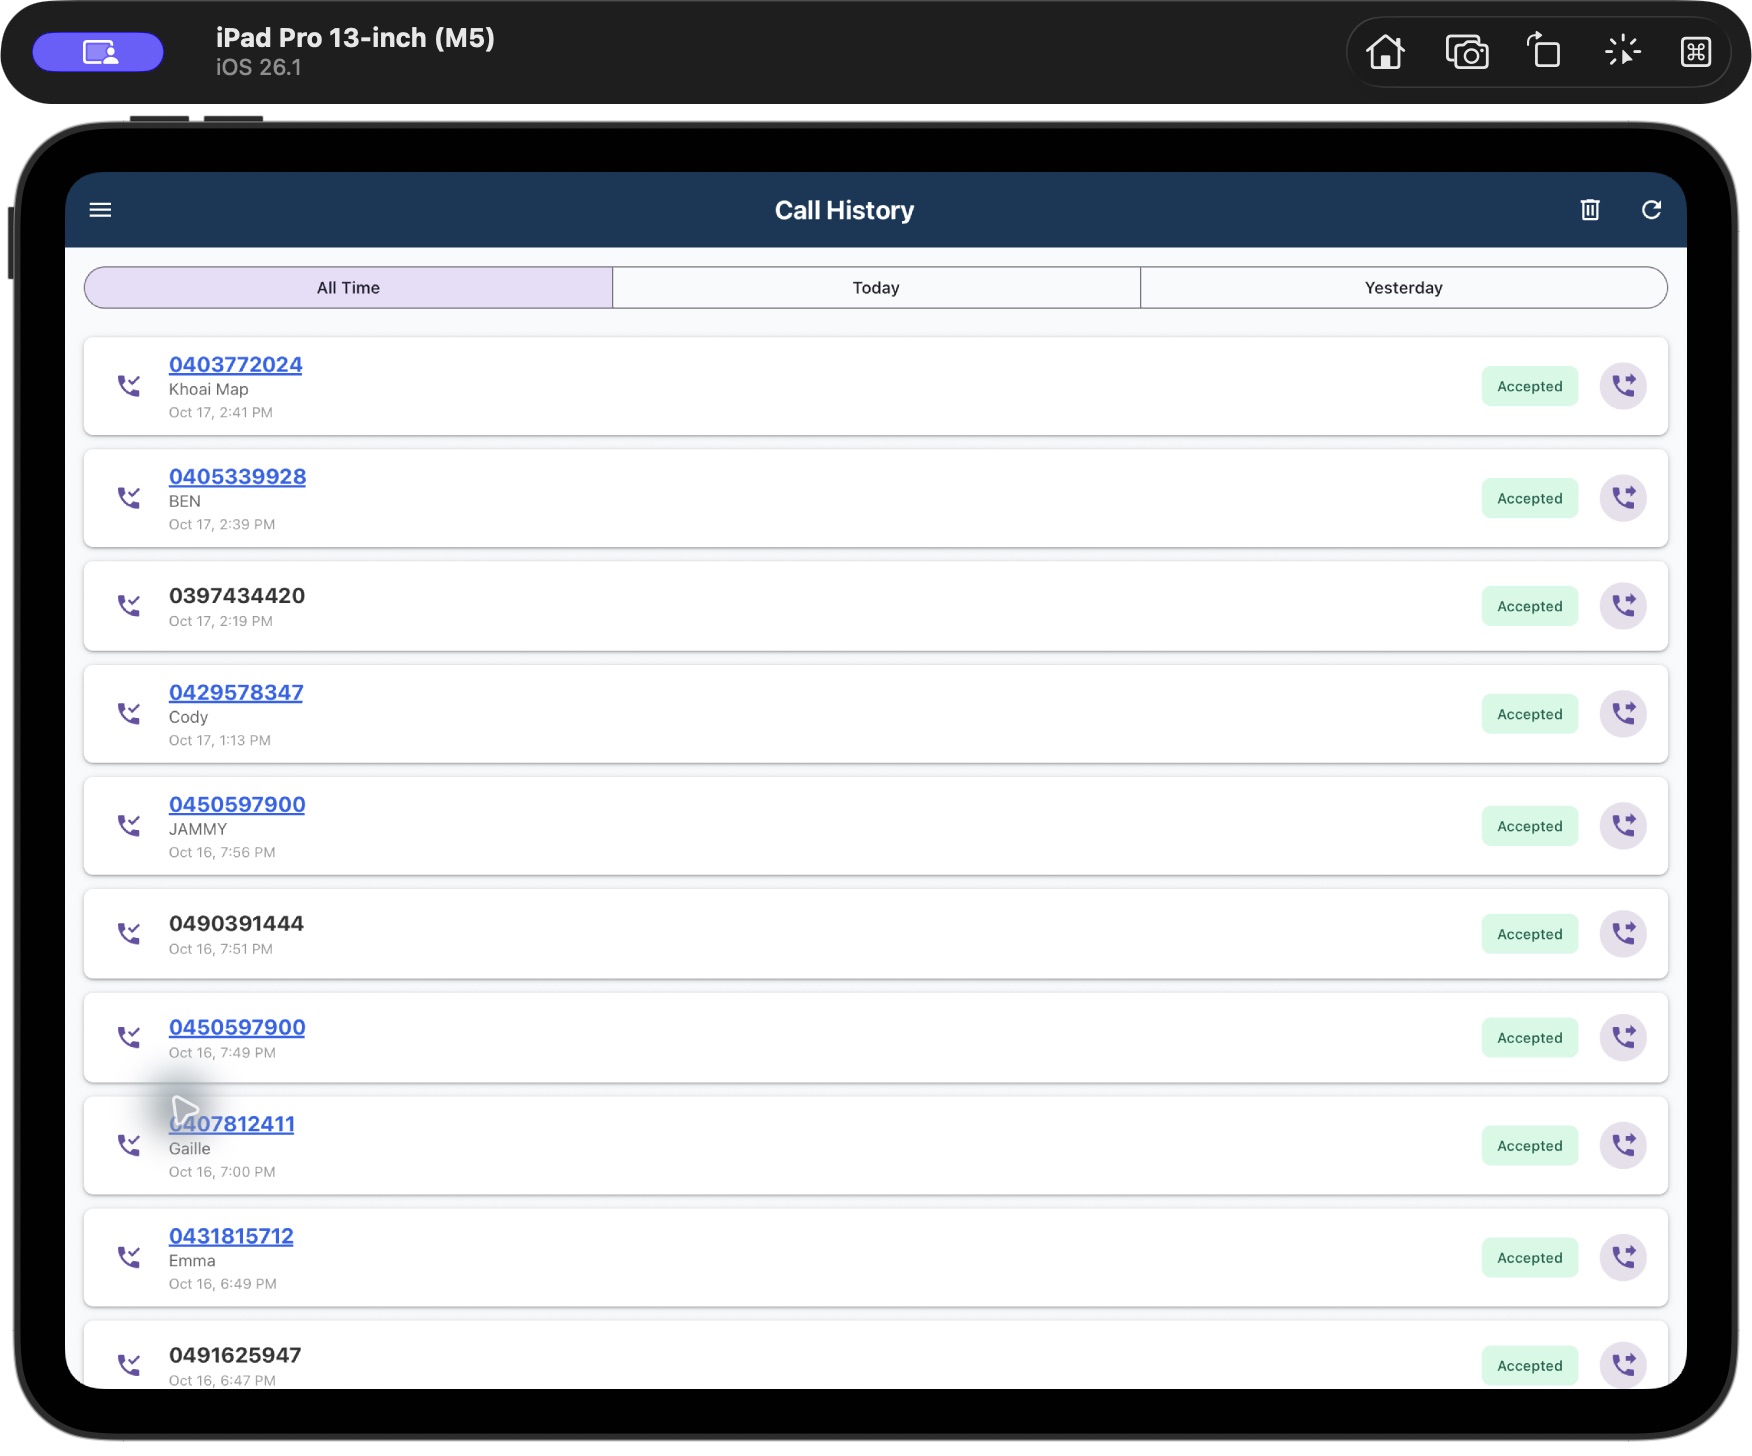 iPad Pro 13-inch (M5)
iOS 26.1
Call History
All Time
Today
Yesterday
0403772024
Khoai Map
Oct 17, 2:41 PM
Accepted
0405339928
BEN
Oct 17, 2:39 PM
Accepted
0397434420
Oct 17, 2:19 PM
Accepted
0429578347
Cody
Oct 17, 1:13 PM
Accepted
0450597900
JAMMY
Oct 16, 7:56 PM
Accepted
0490391444
Oct 16, 7:51 PM
Accepted
0450597900
Oct 16, 7:49 PM
Accepted
0407812411
Gaille
Oct 16, 7:00 PM
Accepted
0431815712
Emma
Oct 16, 6:49 PM
Accepted
0491625947
Oct 16, 6:47 PM
Accepted